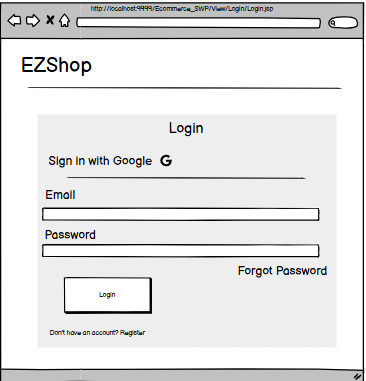 http://localhost:9999/Ecommerce_SWP/View/Login/Login.jsp
EZShop
Login
Sign in with Google G
Email
Password
Forgot Password
Login
Don't have an account? Register